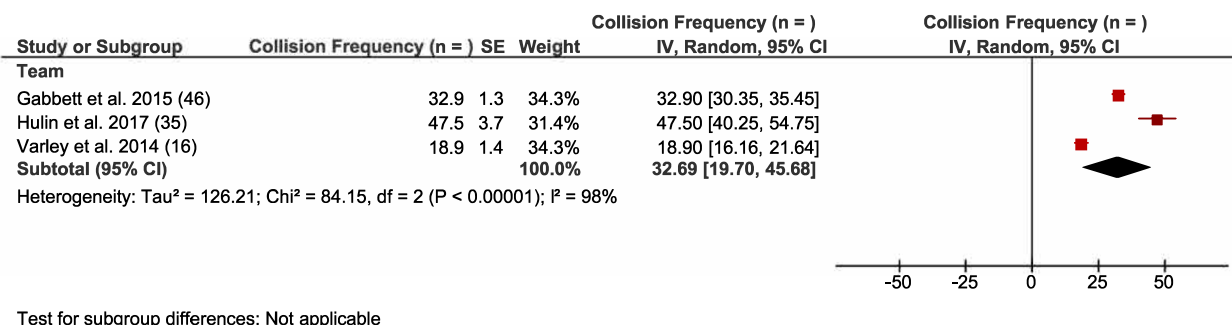 Collision Frequency (n = ) Collision Frequency (n = )
Study or Subgroup Collision Frequency (n = ) SE Weight IV, Random, 95% CI IV, Random, 95% CI
Team
Gabbett et al. 2015 (46) 32.9 1.3 34.3% 32.90 [30.35, 35.45]
Hulin et al. 2017 (35) 47.5 3.7 31.4% 47.50 [40.25, 54.75]
Varley et al. 2014 (16) 18.9 1.4 34.3% 18.90 [16.16, 21.64]
Subtotal (95% CI) 100.0% 32.69 [19.70, 45.68]
Heterogeneity: Tau² = 126.21; Chi² = 84.15, df = 2 (P < 0.00001); I² = 98%
-50 -25 0 25 50
Test for subgroup differences: Not applicable